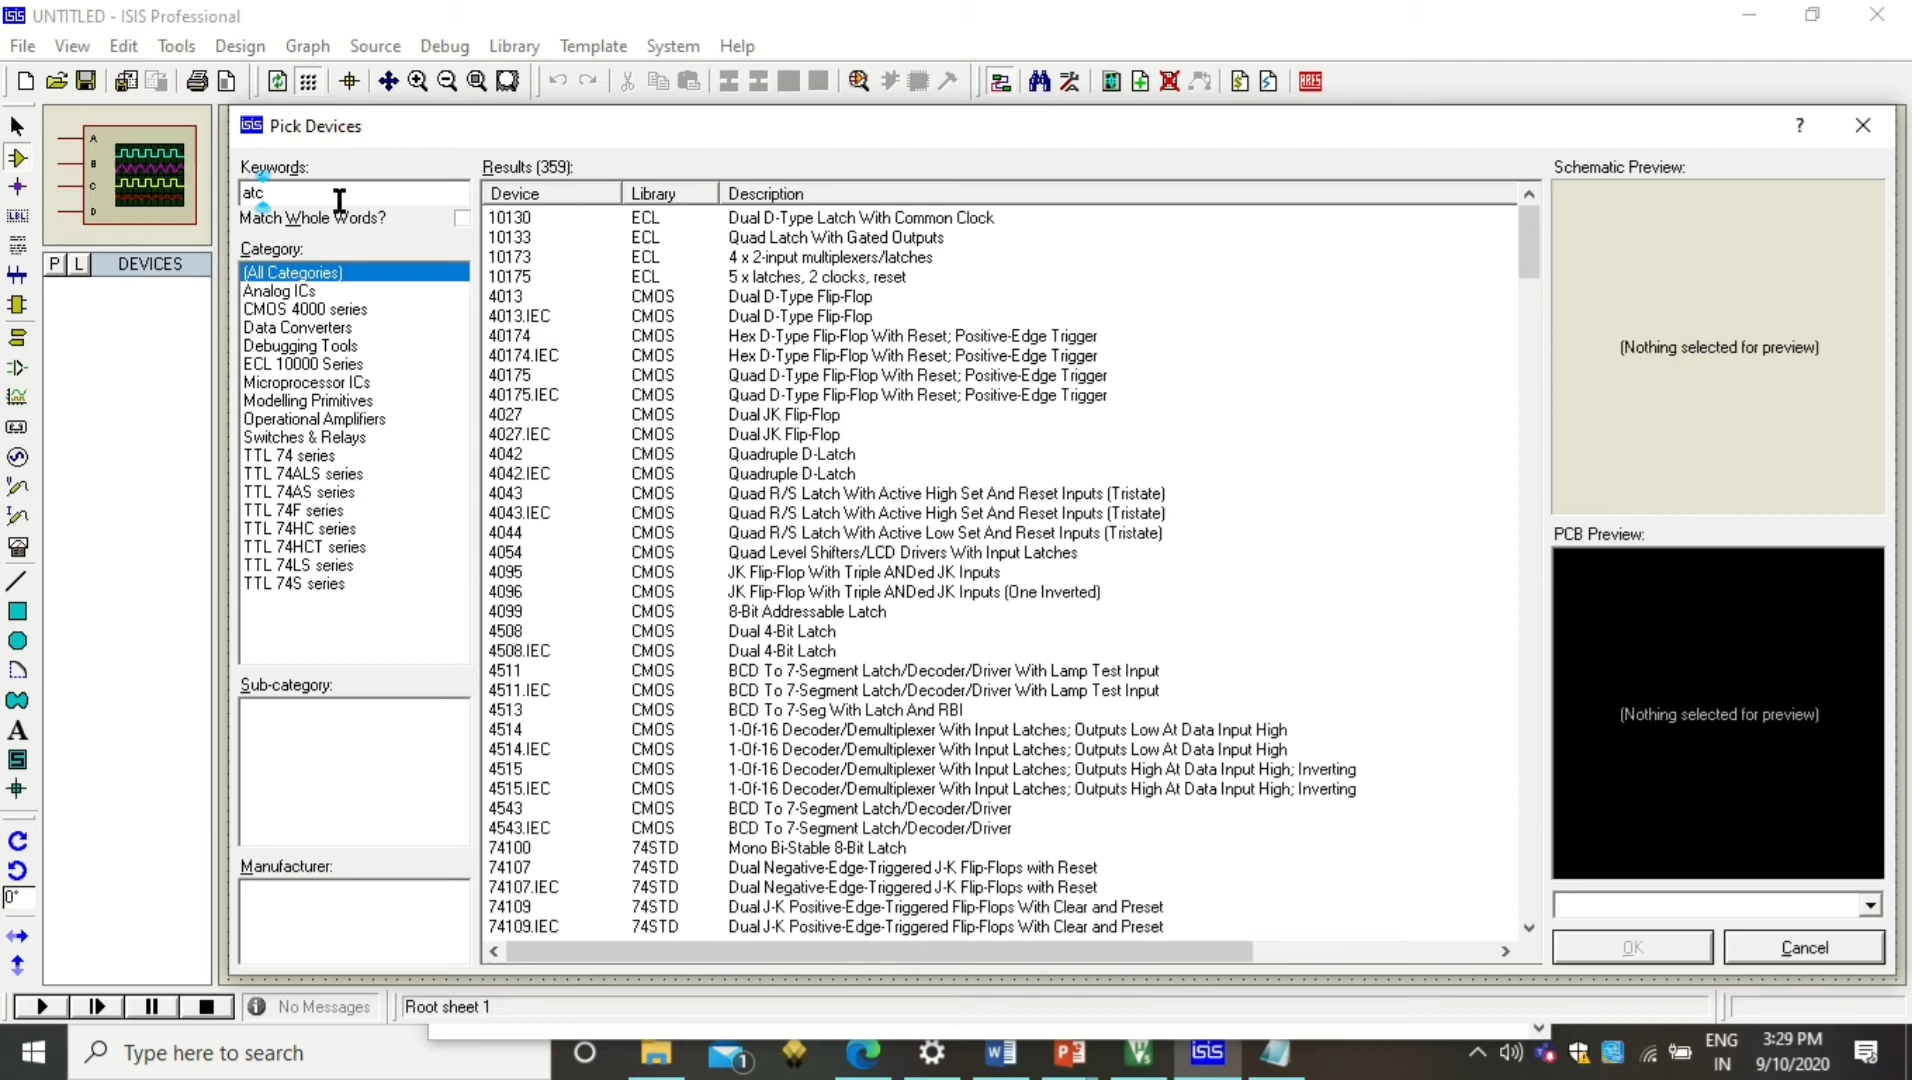 UNTITLED - ISIS Professional
File View Edit Tools Design Graph Source Debug Library Template System Help
ARES
A
B
C
D
P L DEVICES
LBL
A
S
0°
isis Pick Devices
Keywords:
atc
Match Whole Words?
Category:
(All Categories)
Analog ICs
CMOS 4000 series
Data Converters
Debugging Tools
ECL 10000 Series
Microprocessor ICs
Modelling Primitives
Operational Amplifiers
Switches & Relays
TTL 74 series
TTL 74ALS series
TTL 74AS series
TTL 74F series
TTL 74HC series
TTL 74HCT series
TTL 74LS series
TTL 74S series
Sub-category:
Manufacturer:
Results (359):
Device Library Description
10130 ECL Dual D-Type Latch With Common Clock
10133 ECL Quad Latch With Gated Outputs
10173 ECL 4 x 2-input multiplexers/latches
10175 ECL 5 x latches, 2 clocks, reset
4013 CMOS Dual D-Type Flip-Flop
4013.IEC CMOS Dual D-Type Flip-Flop
40174 CMOS Hex D-Type Flip-Flop With Reset; Positive-Edge Trigger
40174.IEC CMOS Hex D-Type Flip-Flop With Reset; Positive-Edge Trigger
40175 CMOS Quad D-Type Flip-Flop With Reset; Positive-Edge Trigger
40175.IEC CMOS Quad D-Type Flip-Flop With Reset; Positive-Edge Trigger
4027 CMOS Dual JK Flip-Flop
4027.IEC CMOS Dual JK Flip-Flop
4042 CMOS Quadruple D-Latch
4042.IEC CMOS Quadruple D-Latch
4043 CMOS Quad R/S Latch With Active High Set And Reset Inputs (Tristate)
4043.IEC CMOS Quad R/S Latch With Active High Set And Reset Inputs (Tristate)
4044 CMOS Quad R/S Latch With Active Low Set And Reset Inputs (Tristate)
4054 CMOS Quad Level Shifters/LCD Drivers With Input Latches
4095 CMOS JK Flip-Flop With Triple ANDed JK Inputs
4096 CMOS JK Flip-Flop With Triple ANDed JK Inputs (One Inverted)
4099 CMOS 8-Bit Addressable Latch
4508 CMOS Dual 4-Bit Latch
4508.IEC CMOS Dual 4-Bit Latch
4511 CMOS BCD To 7-Segment Latch/Decoder/Driver With Lamp Test Input
4511.IEC CMOS BCD To 7-Segment Latch/Decoder/Driver With Lamp Test Input
4513 CMOS BCD To 7-Seg With Latch And RBI
4514 CMOS 1-Of-16 Decoder/Demultiplexer With Input Latches; Outputs Low At Data Input High
4514.IEC CMOS 1-Of-16 Decoder/Demultiplexer With Input Latches; Outputs Low At Data Input High
4515 CMOS 1-Of-16 Decoder/Demultiplexer With Input Latches; Outputs High At Data Input High; Inverting
4515.IEC CMOS 1-Of-16 Decoder/Demultiplexer With Input Latches; Outputs High At Data Input High; Inverting
4543 CMOS BCD To 7-Segment Latch/Decoder/Driver
4543.IEC CMOS BCD To 7-Segment Latch/Decoder/Driver
74100 74STD Mono Bi-Stable 8-Bit Latch
74107 74STD Dual Negative-Edge-Triggered J-K Flip-Flops with Reset
74107.IEC 74STD Dual Negative-Edge-Triggered J-K Flip-Flops with Reset
74109 74STD Dual J-K Positive-Edge-Triggered Flip-Flops With Clear and Preset
74109.IEC 74STD Dual J-K Positive-Edge-Triggered Flip-Flops With Clear and Preset
Schematic Preview:
(Nothing selected for preview)
PCB Preview:
(Nothing selected for preview)
OK Cancel
No Messages Root sheet 1
Type here to search
1
isis
ENG
IN
3:29 PM
9/10/2020